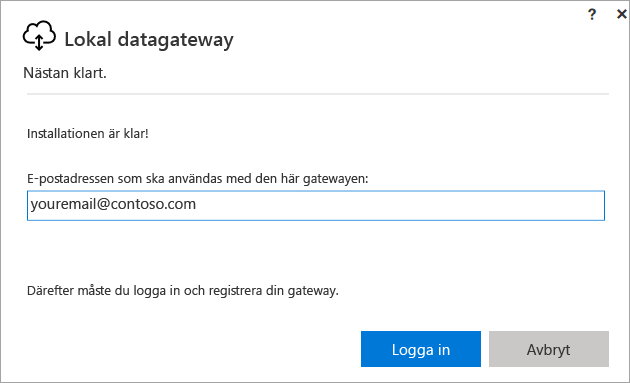 ? ×
Lokal datagateway
Nästan klart.
Installationen är klar!
E-postadressen som ska användas med den här gatewayen:
youremail@contoso.com
Därefter måste du logga in och registrera din gateway.
Logga in
Avbryt